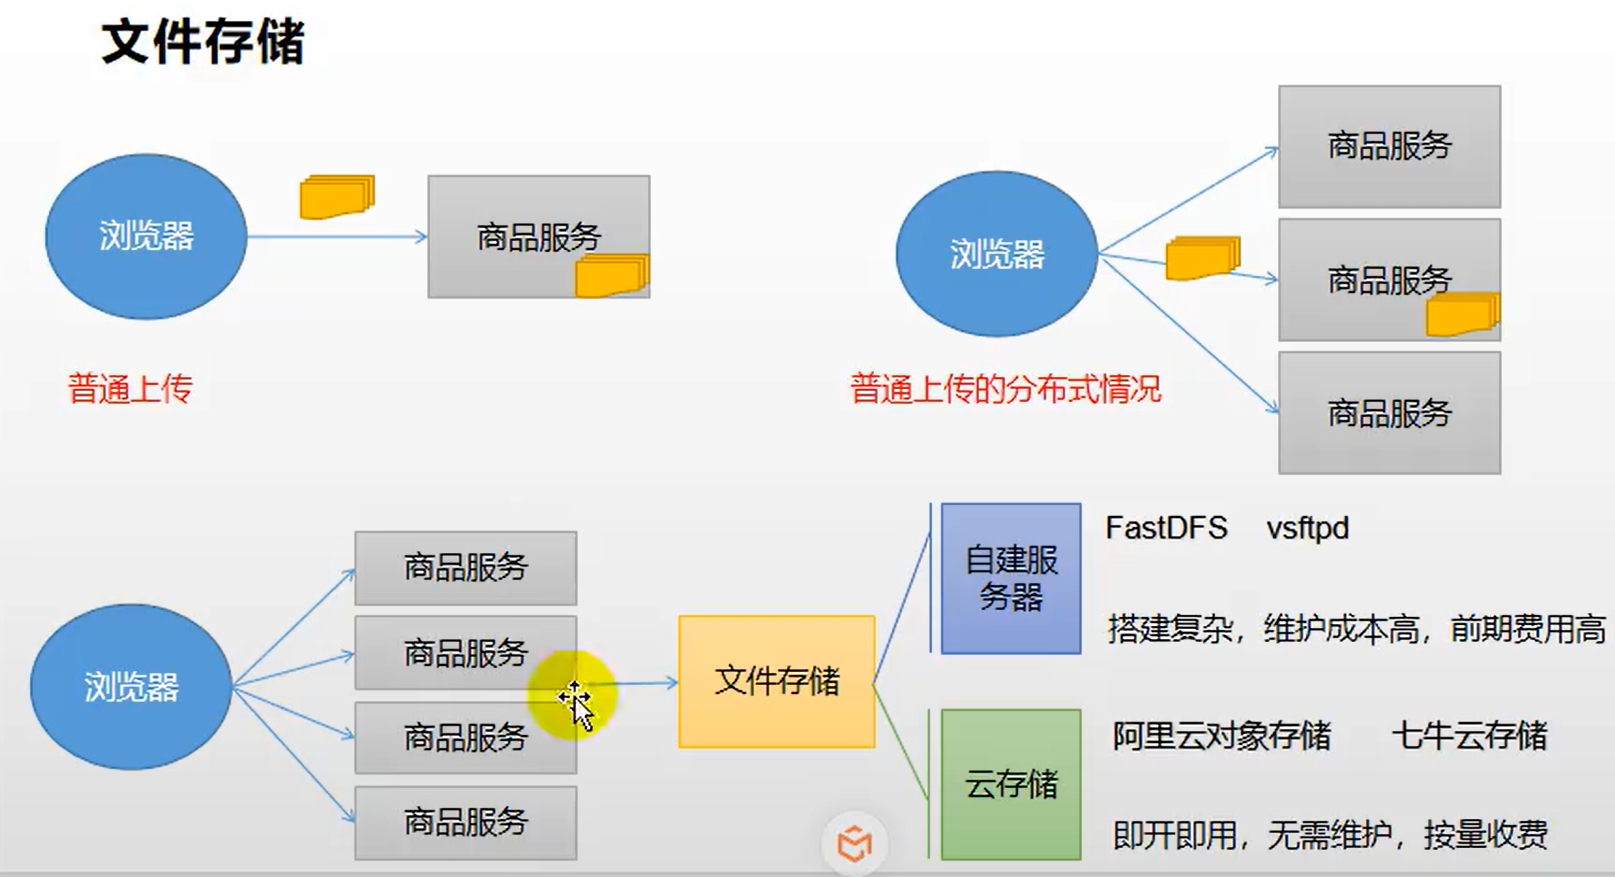 文件存储
浏览器
商品服务
普通上传
浏览器
商品服务
商品服务
商品服务
普通上传的分布式情况
浏览器
商品服务
商品服务
商品服务
商品服务
文件存储
自建服
务器
FastDFS vsftpd
搭建复杂，维护成本高，前期费用高
云存储
阿里云对象存储 七牛云存储
即开即用，无需维护，按量收费